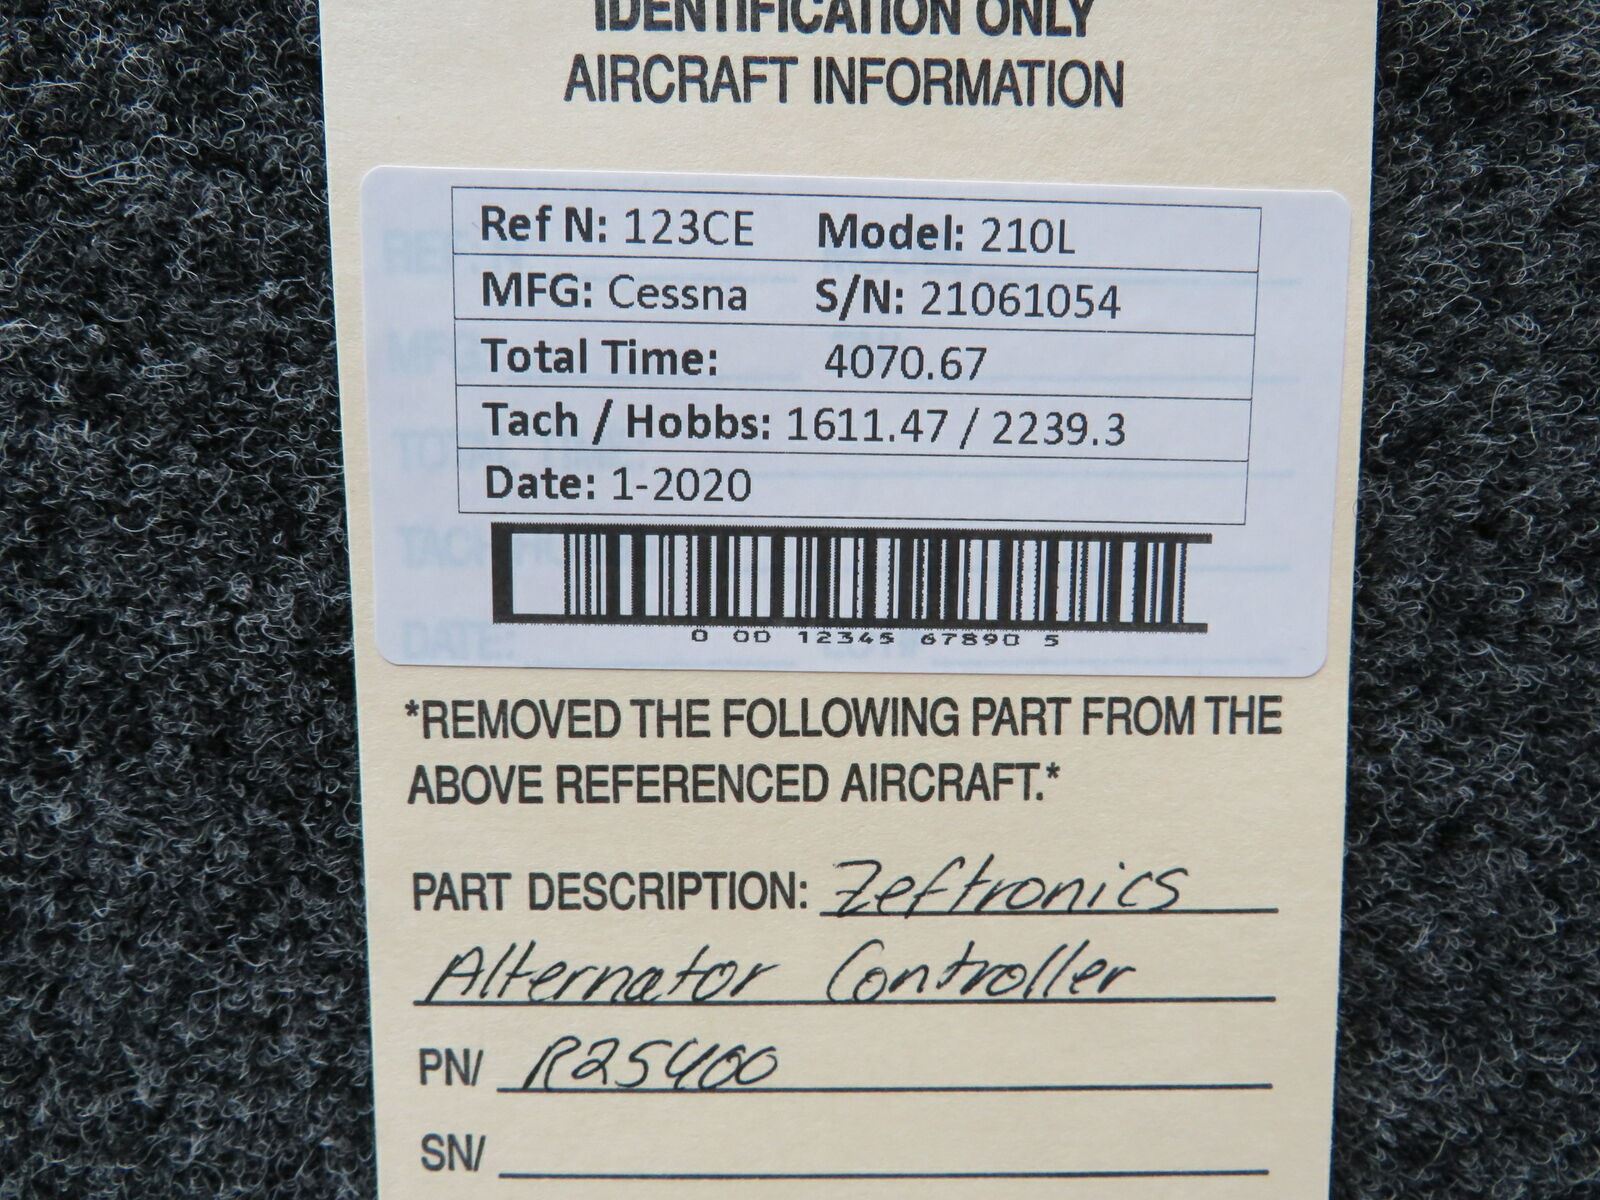 IDENTIFICATION ONLY
AIRCRAFT INFORMATION
Ref N: 123CE Model: 210L
MFG: Cessna S/N: 21061054
Total Time: 4070.67
Tach / Hobbs: 1611.47 / 2239.3
Date: 1-2020
0 00 12345 67890 5
*REMOVED THE FOLLOWING PART FROM THE
ABOVE REFERENCED AIRCRAFT.*
PART DESCRIPTION: Zeftronics
Alternator Controller
PN/ R25400
SN/